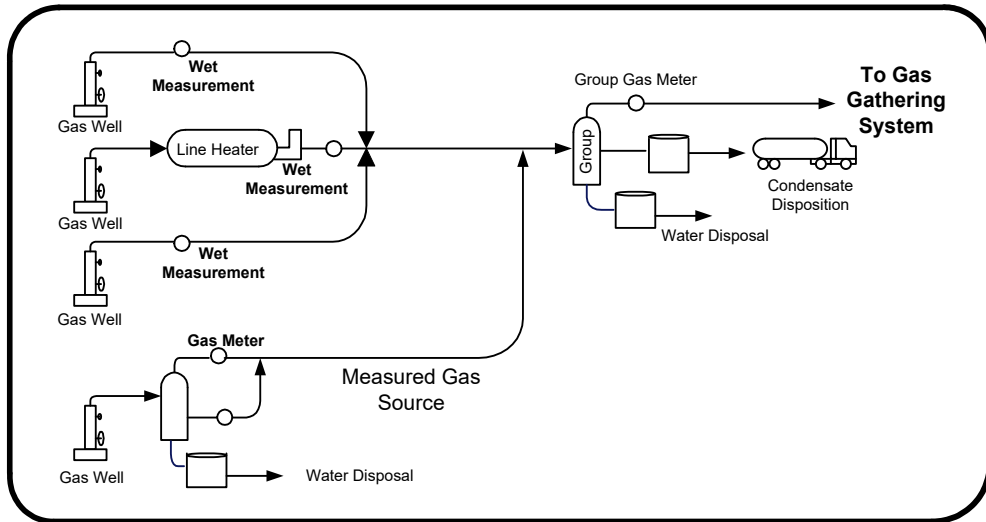 Wet
Measurement
Gas Well
Line Heater
Wet
Measurement
Gas Well
Wet
Measurement
Gas Well
Group Gas Meter
To Gas
Gathering
System
Group
Condensate
Disposition
Water Disposal
Gas Meter
Measured Gas
Source
Gas Well
Water Disposal